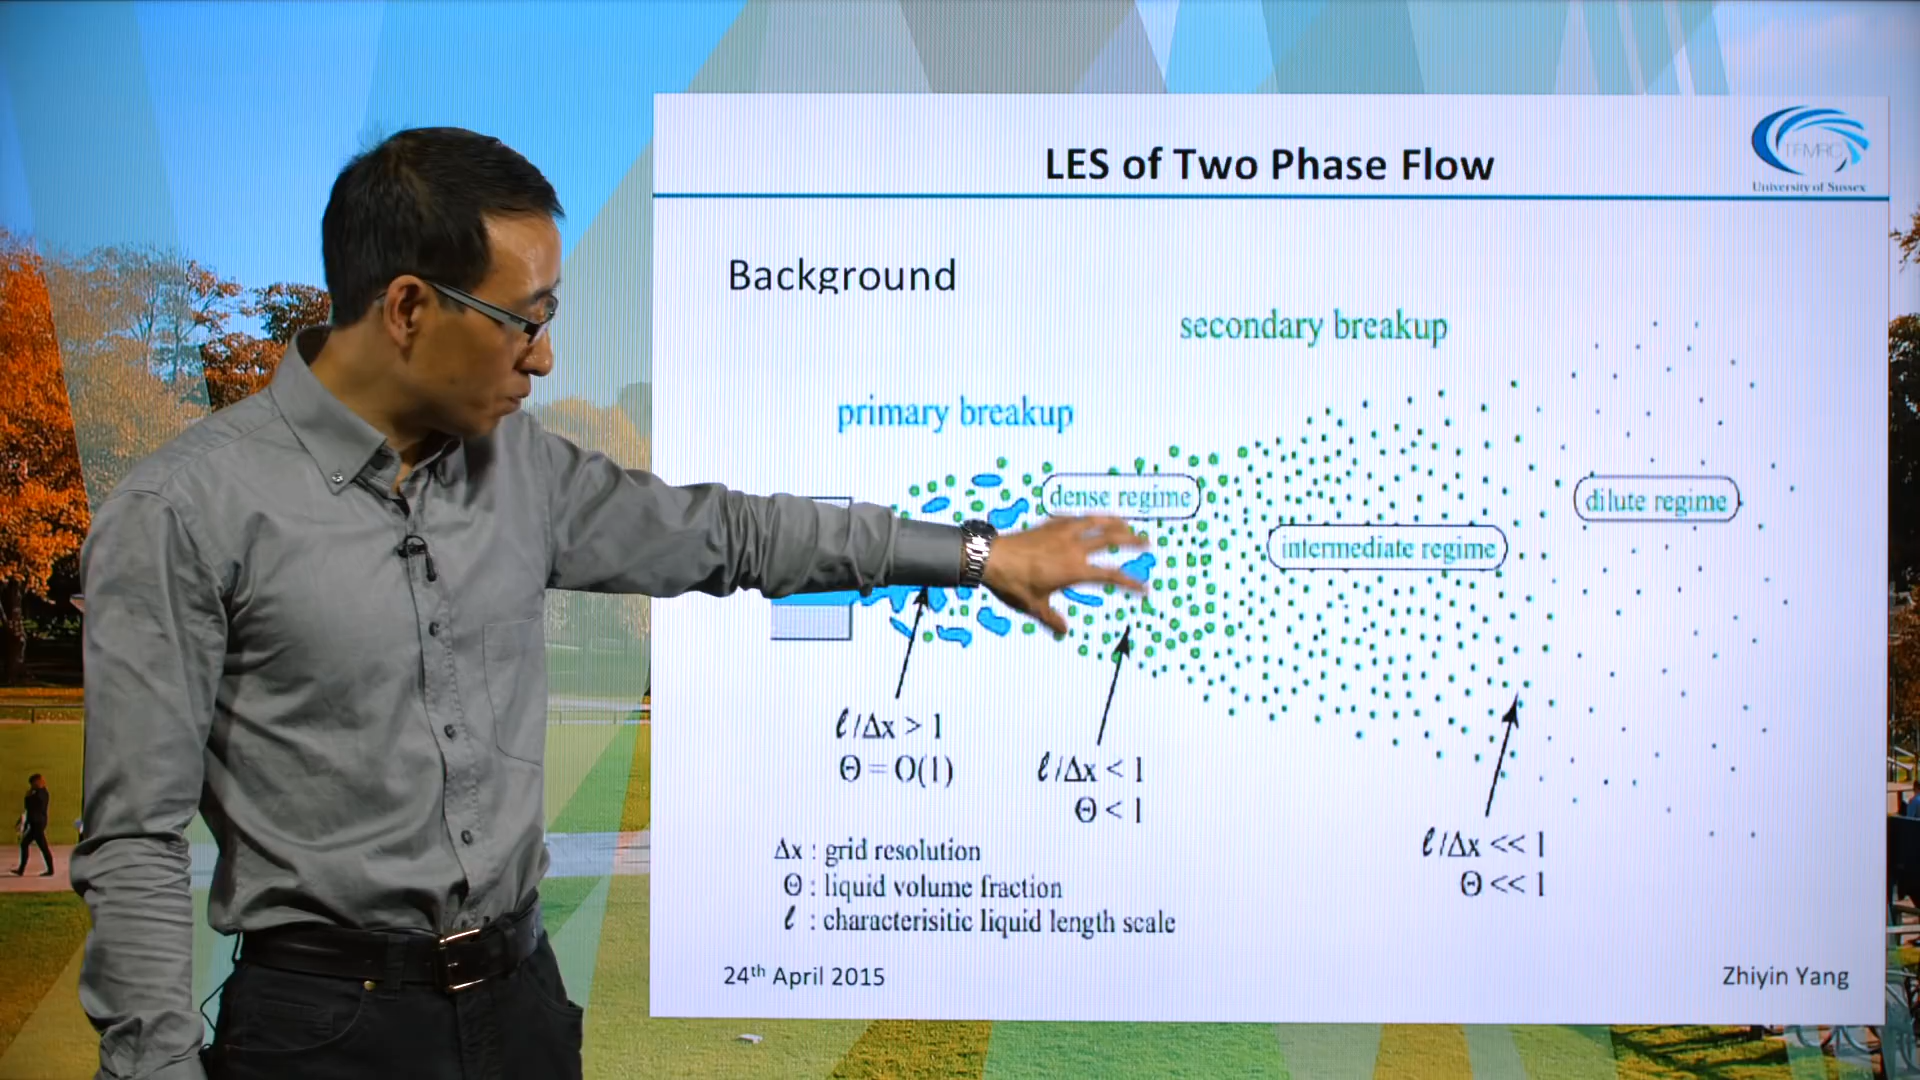 LES of Two Phase Flow
TFMRC
University of Sussex
Background
secondary breakup
primary breakup
dense regime
dilute regime
intermediate regime
ℓ/Δx > 1
Θ = O(1)
ℓ/Δx < 1
Θ < 1
ℓ/Δx << 1
Θ << 1
Δx : grid resolution
Θ : liquid volume fraction
ℓ : characterisitic liquid length scale
24th April 2015
Zhiyin Yang